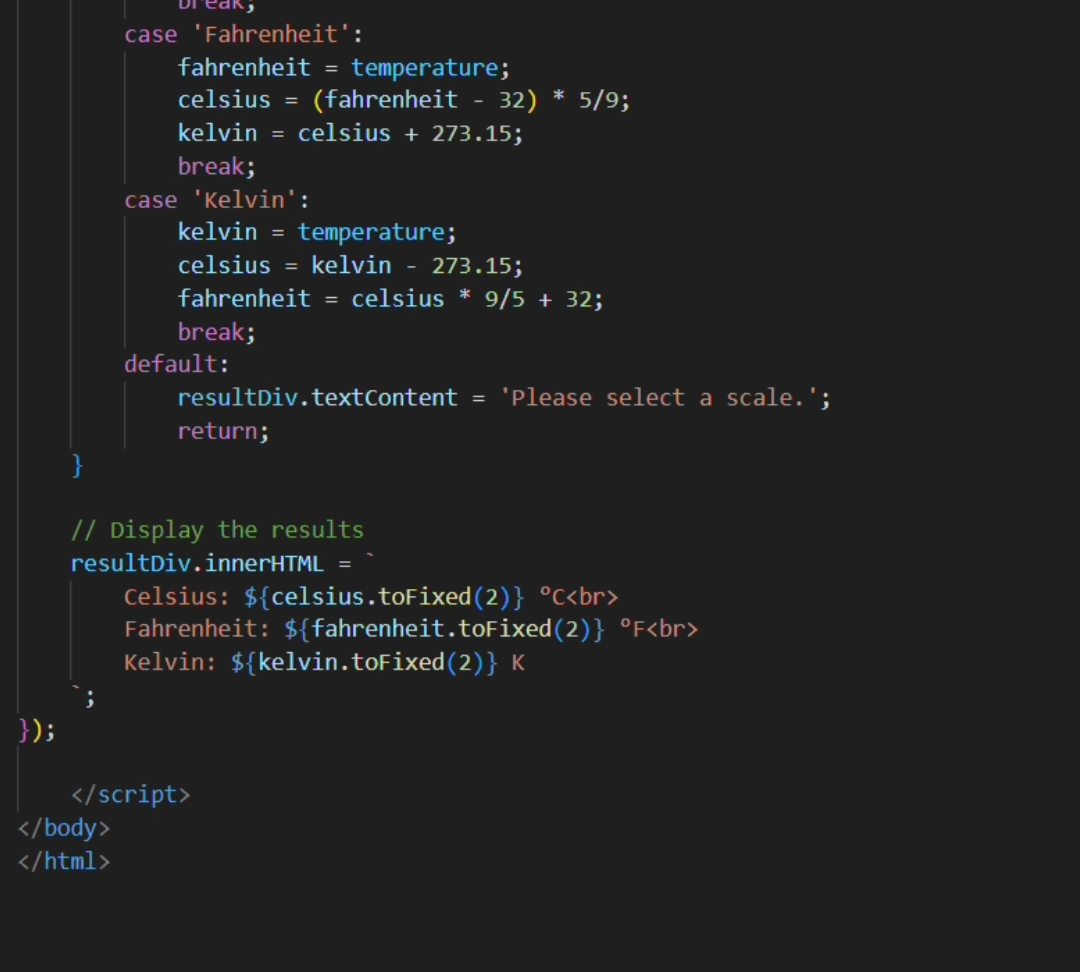 break;
case 'Fahrenheit':
fahrenheit = temperature;
celsius = (fahrenheit - 32) * 5/9;
kelvin = celsius + 273.15;
break;
case 'Kelvin':
kelvin = temperature;
celsius = kelvin - 273.15;
fahrenheit = celsius * 9/5 + 32;
break;
default:
resultDiv.textContent = 'Please select a scale.';
return;
}
// Display the results
resultDiv.innerHTML = `
Celsius: ${celsius.toFixed(2)} °C<br>
Fahrenheit: ${fahrenheit.toFixed(2)} °F<br>
Kelvin: ${kelvin.toFixed(2)} K
`;
});
</script>
</body>
</html>